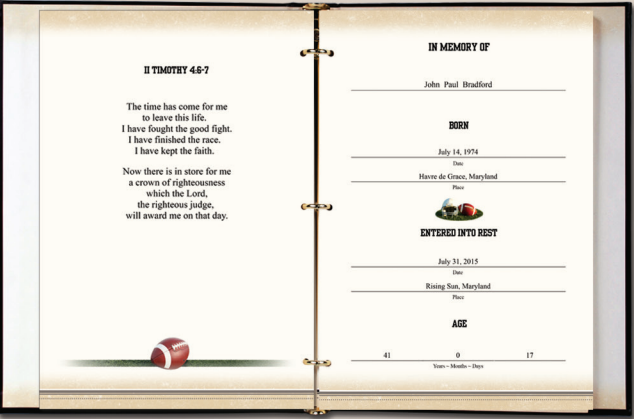 II TIMOTHY 4:6-7
The time has come for me
to leave this life.
I have fought the good fight.
I have finished the race.
I have kept the faith.
Now there is in store for me
a crown of righteousness
which the Lord,
the righteous judge,
will award me on that day.
IN MEMORY OF
John Paul Bradford
BORN
July 14, 1974
Date
Havre de Grace, Maryland
Place
ENTERED INTO REST
July 31, 2015
Date
Rising Sun, Maryland
Place
AGE
41 0 17
Years ~ Months ~ Days